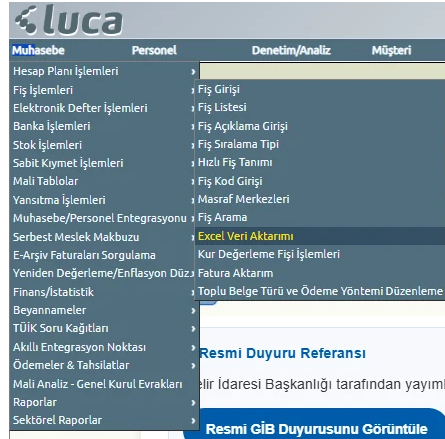 luca
Muhasebe Personel Denetim/Analiz Müşteri
Hesap Planı İşlemleri
Fiş İşlemleri
Elektronik Defter İşlemleri
Banka İşlemleri
Stok İşlemleri
Sabit Kıymet İşlemleri
Mali Tablolar
Yansıtma İşlemleri
Muhasebe/Personel Entegrasyonu
Serbest Meslek Makbuzu
E-Arşiv Faturaları Sorgulama
Yeniden Değerleme/Enflasyon Düz.
Finans/İstatistik
Beyannameler
TÜİK Soru Kağıtları
Akıllı Entegrasyon Noktası
Ödemeler & Tahsilatlar
Mali Analiz - Genel Kurul Evrakları
Raporlar
Sektörel Raporlar
Fiş Girişi
Fiş Listesi
Fiş Açıklama Girişi
Fiş Sıralama Tipi
Hızlı Fiş Tanımı
Fiş Kod Girişi
Masraf Merkezleri
Fiş Arama
Excel Veri Aktarımı
Kur Değerleme Fişi İşlemleri
Fatura Aktarım
Toplu Belge Türü ve Ödeme Yöntemi Düzenleme
Resmi Duyuru Referansı
elir İdaresi Başkanlığı tarafından yayıml
Resmi GİB Duyurusunu Görüntüle